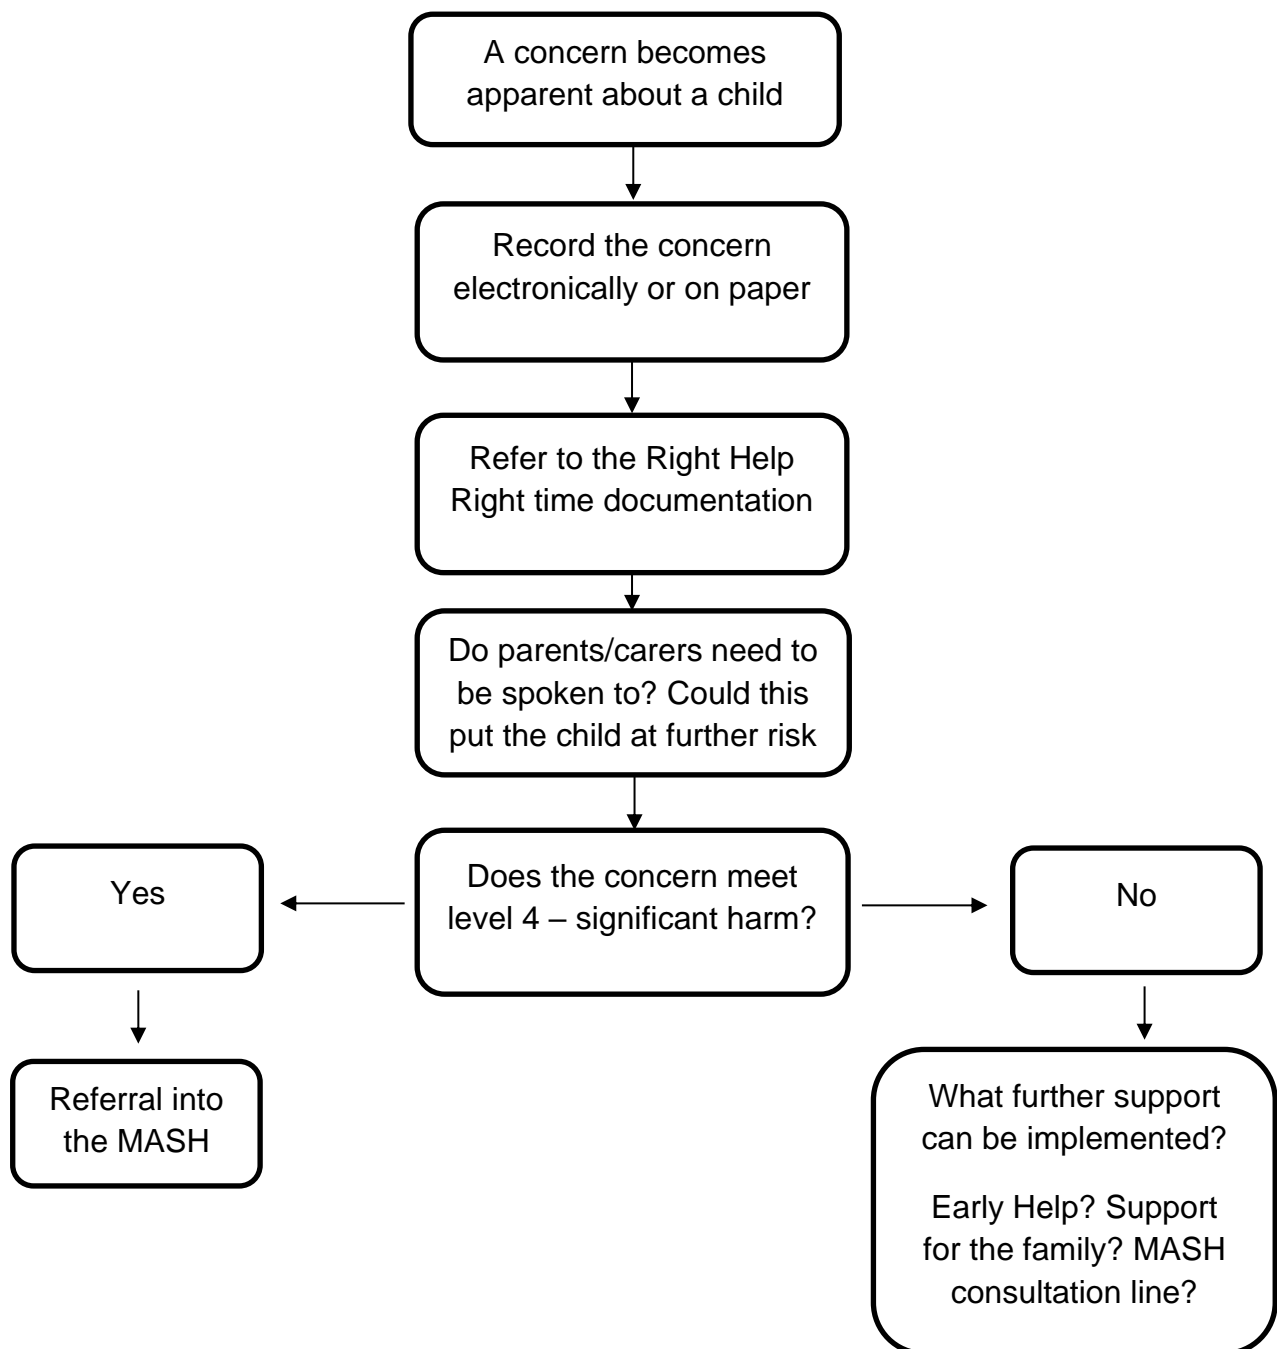 A concern becomes
apparent about a child
Record the concern
electronically or on paper
Refer to the Right Help
Right time documentation
Do parents/carers need to
be spoken to? Could this
put the child at further risk
Does the concern meet
level 4 – significant harm?
Yes
No
Referral into
the MASH
What further support
can be implemented?
Early Help? Support
for the family? MASH
consultation line?